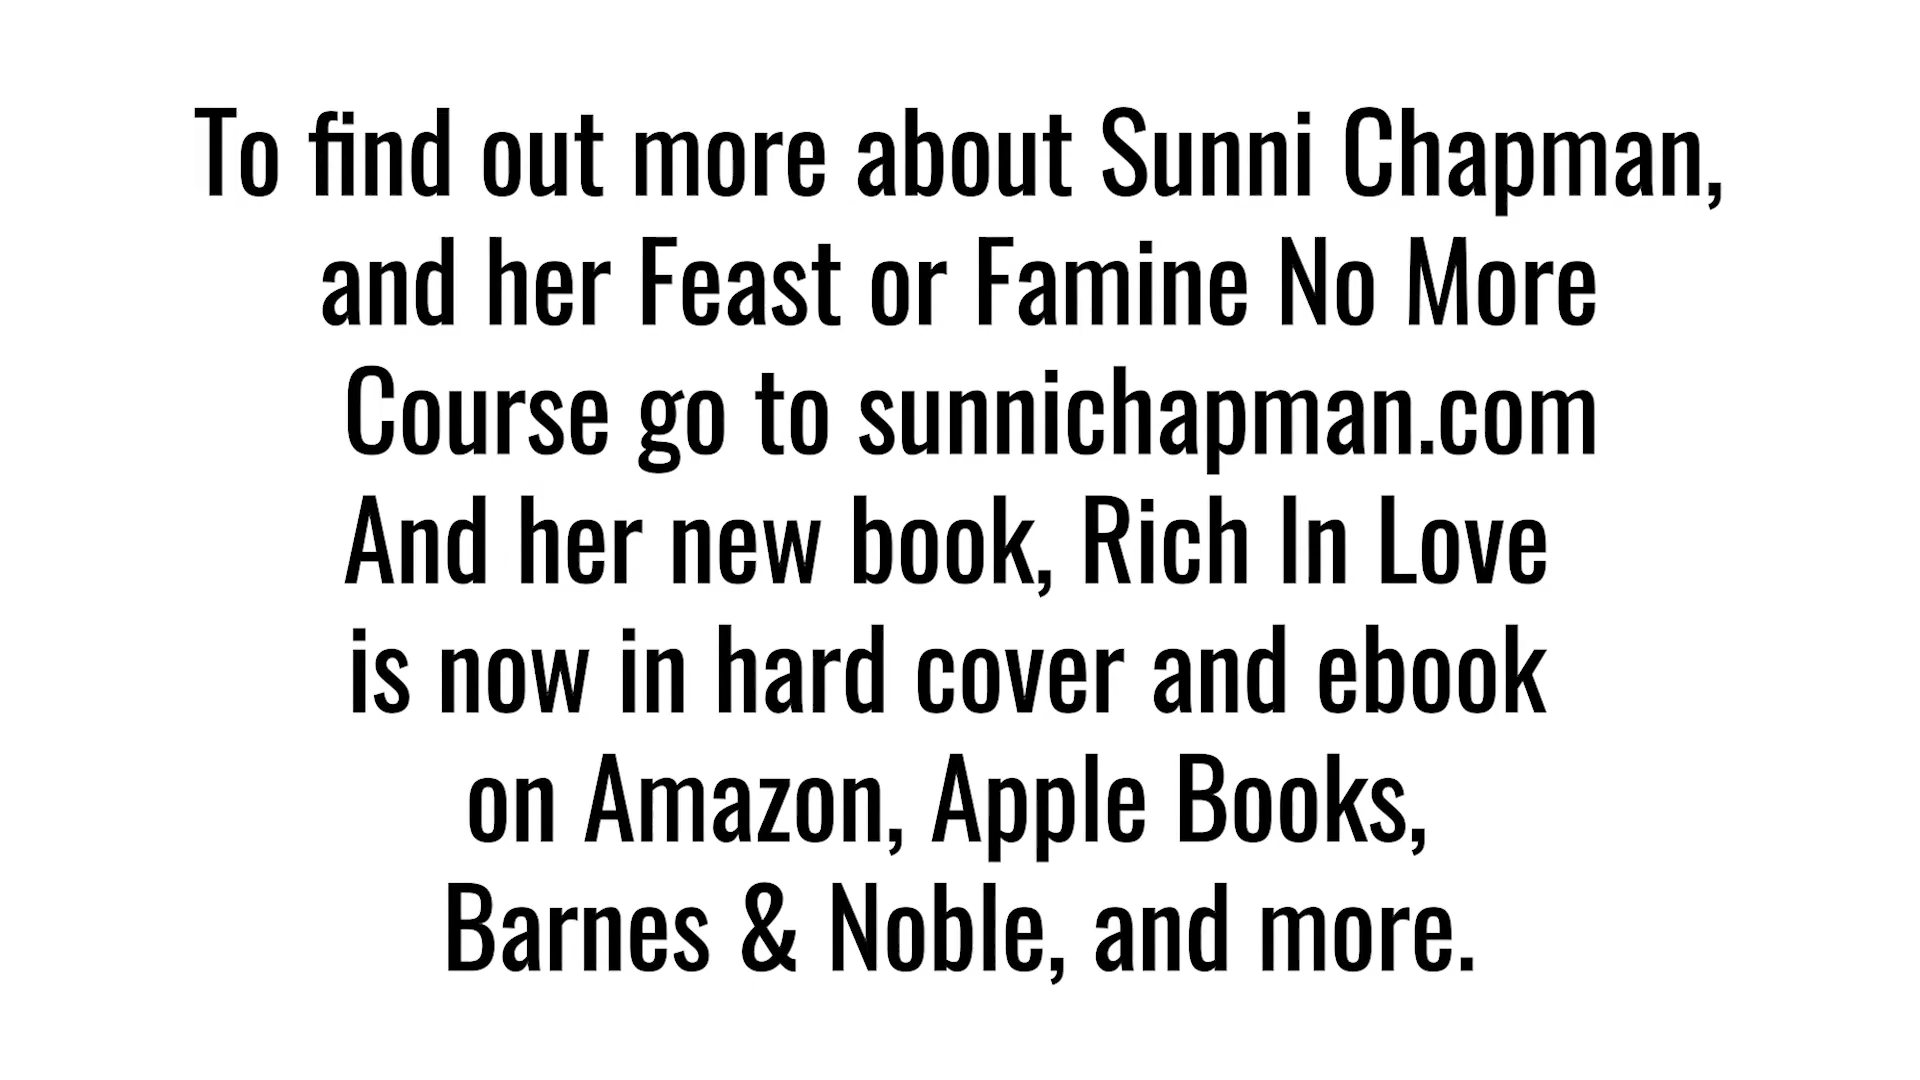 To find out more about Sunni Chapman,
and her Feast or Famine No More
Course go to sunnichapman.com
And her new book, Rich In Love
is now in hard cover and ebook
on Amazon, Apple Books,
Barnes & Noble, and more.